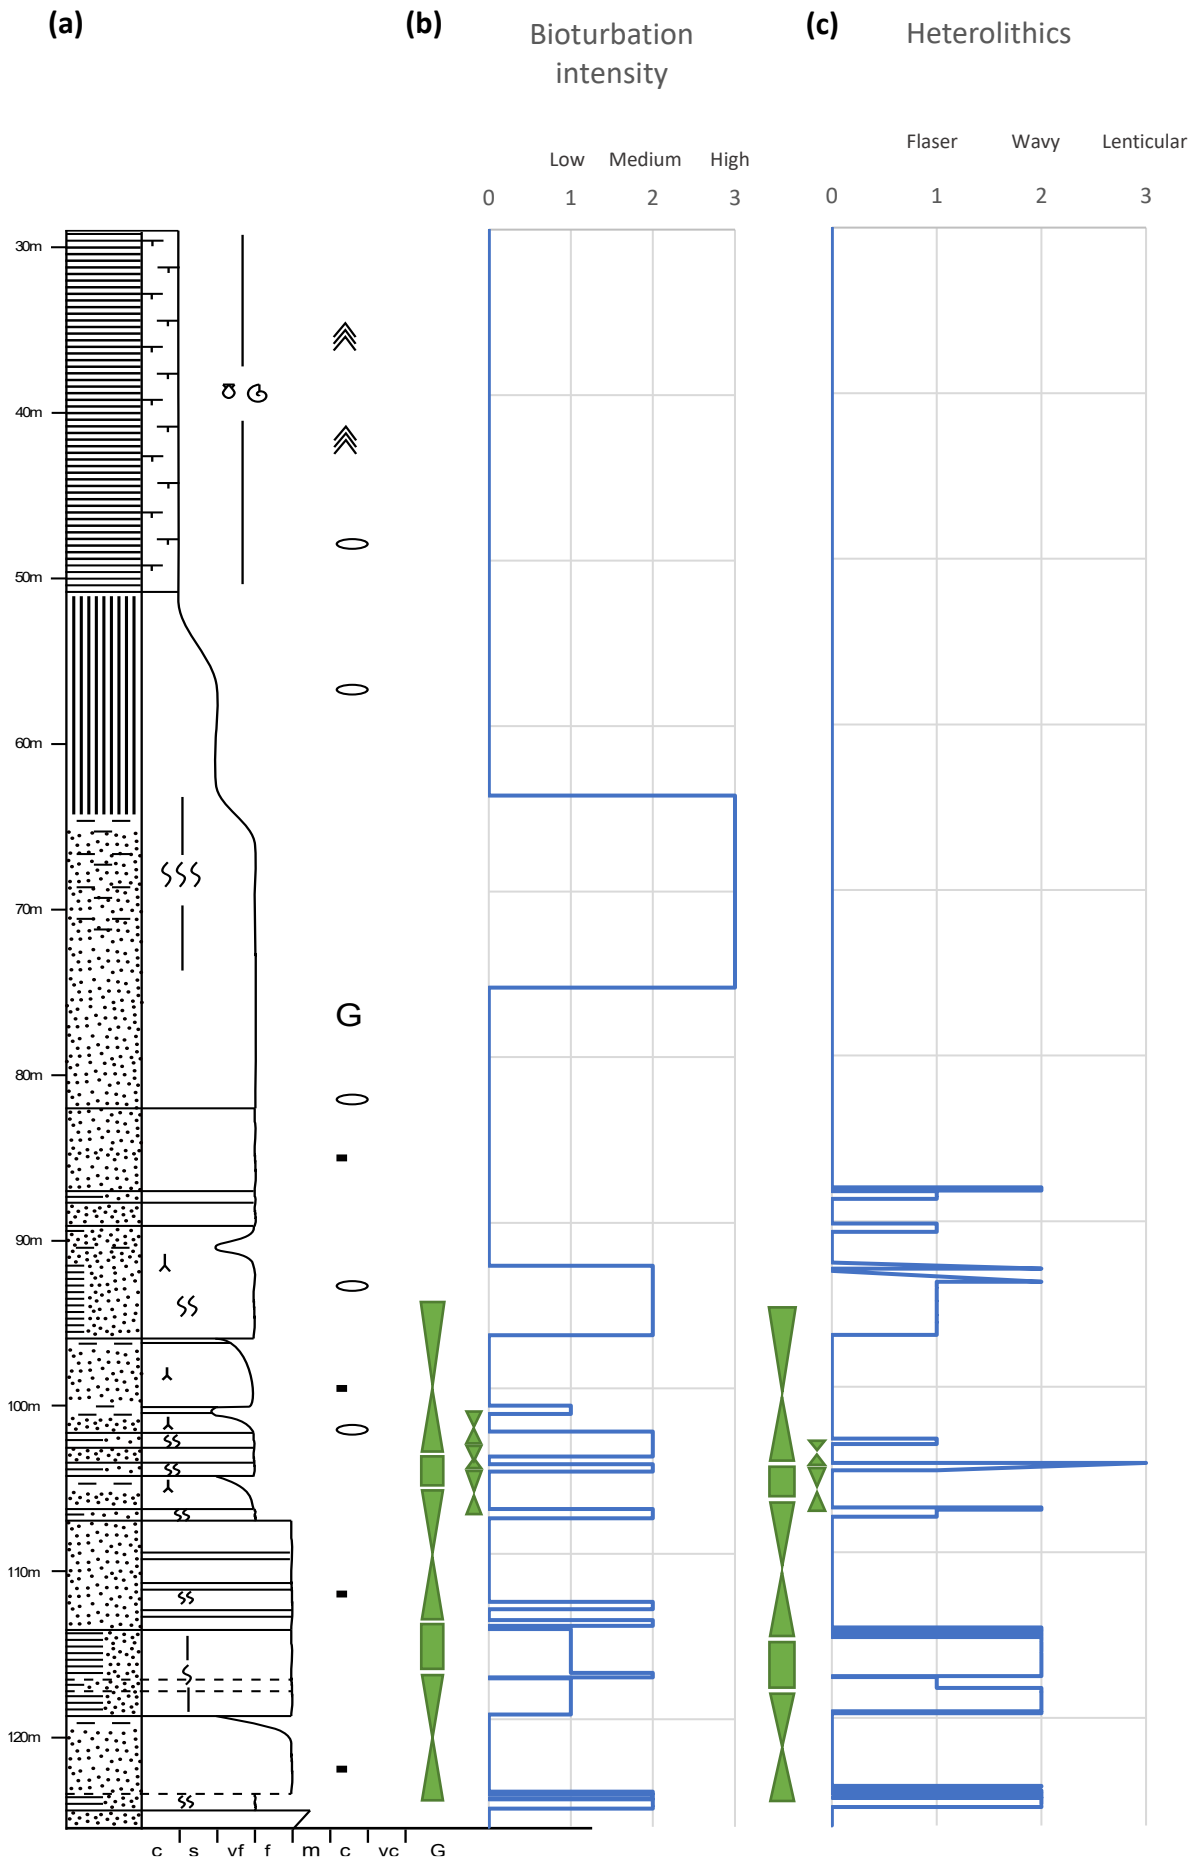 (a)
(b)
Bioturbation
intensity
(c)
Heterolithics
Low Medium High
Flaser Wavy Lenticular
0 1 2 3
0 1 2 3
30m
40m
50m
60m
70m
G
80m
90m
100m
110m
120m
c s vf f m c vc G